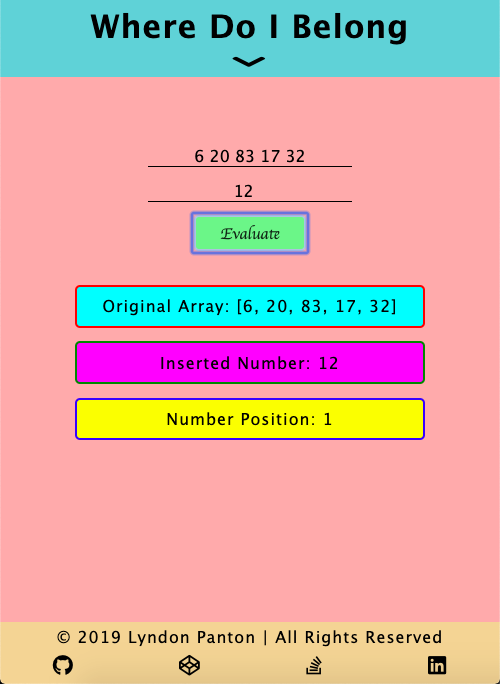 Where Do I Belong
6 20 83 17 32
12
Evaluate
Original Array: [6, 20, 83, 17, 32]
Inserted Number: 12
Number Position: 1
© 2019 Lyndon Panton | All Rights Reserved